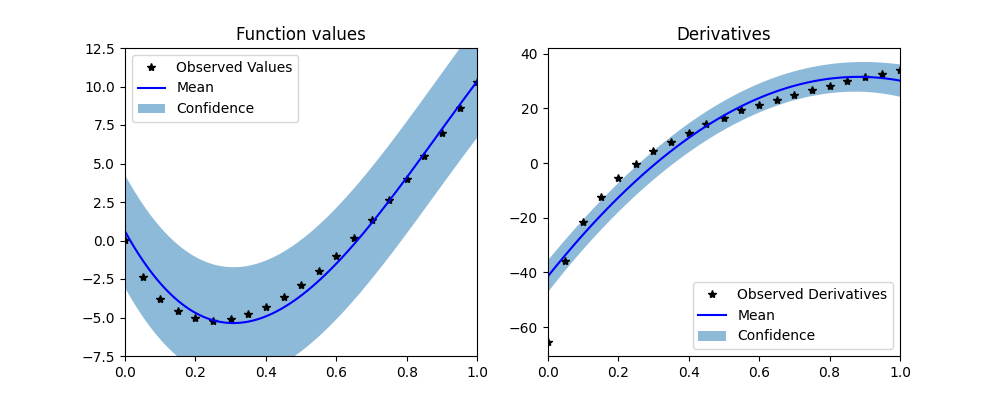 Function values
12.5
10.0
7.5
5.0
2.5
0.0
−2.5
−5.0
−7.5
0.0 0.2 0.4 0.6 0.8 1.0
Observed Values
Mean
Confidence
Derivatives
40
20
0
−20
−40
−60
0.0 0.2 0.4 0.6 0.8 1.0
Observed Derivatives
Mean
Confidence